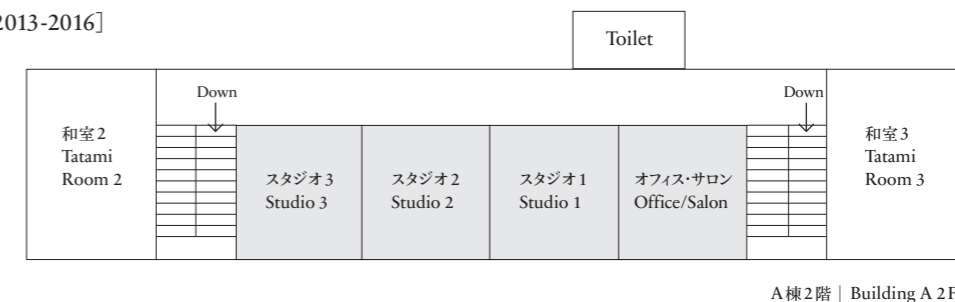 2013-2016]
Toilet
Down
Down
和室2
Tatami
Room 2
スタジオ3
Studio 3
スタジオ2
Studio 2
スタジオ1
Studio 1
オフィス・サロン
Office/Salon
和室3
Tatami
Room 3
A棟2階 | Building A 2F